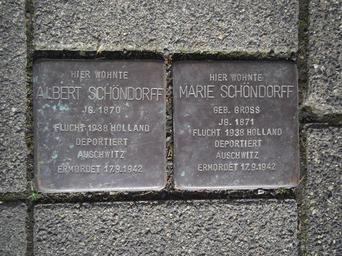 HIER WOHNTE
ALBERT SCHÖNDORFF
JG. 1870
FLUCHT 1938 HOLLAND
DEPORTIERT
AUSCHWITZ
ERMORDET 17.9.1942
HIER WOHNTE
MARIE SCHÖNDORFF
GEB. GROSS
JG. 1871
FLUCHT 1938 HOLLAND
DEPORTIERT
AUSCHWITZ
ERMORDET 17.9.1942